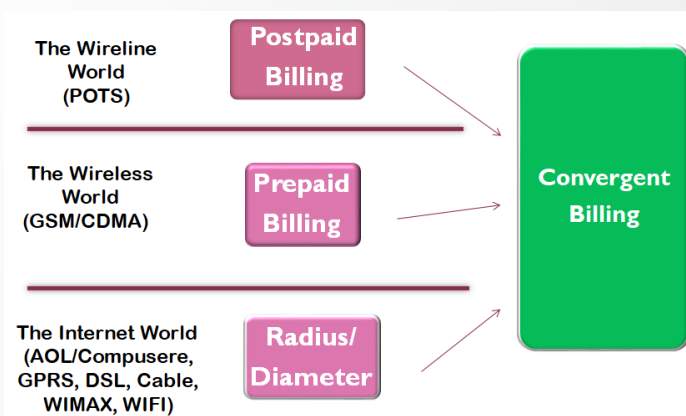 The Wireline
World
(POTS)
Postpaid
Billing
The Wireless
World
(GSM/CDMA)
Prepaid
Billing
The Internet World
(AOL/Compusere,
GPRS, DSL, Cable,
WIMAX, WIFI)
Radius/
Diameter
Convergent
Billing